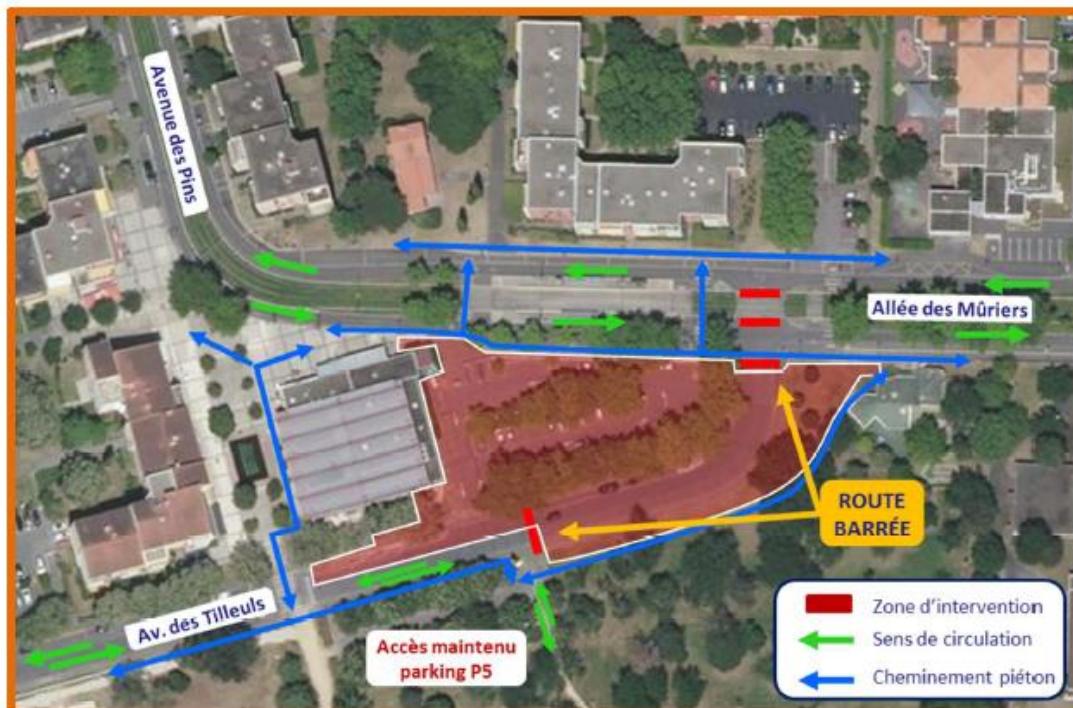 Avenue des Pins
Allée des Mûriers
ROUTE
BARRÉE
Av. des Tilleuls
Accès maintenu
parking P5
Zone d'intervention
Sens de circulation
Cheminement piéton